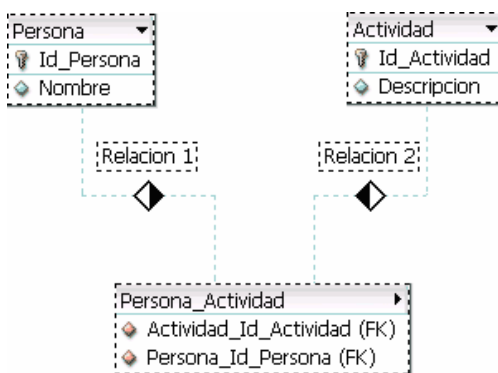 Persona
Id_Persona
Nombre
Actividad
Id_Actividad
Descripcion
Relacion 1
Relacion 2
Persona_Actividad
Actividad_Id_Actividad (FK)
Persona_Id_Persona (FK)